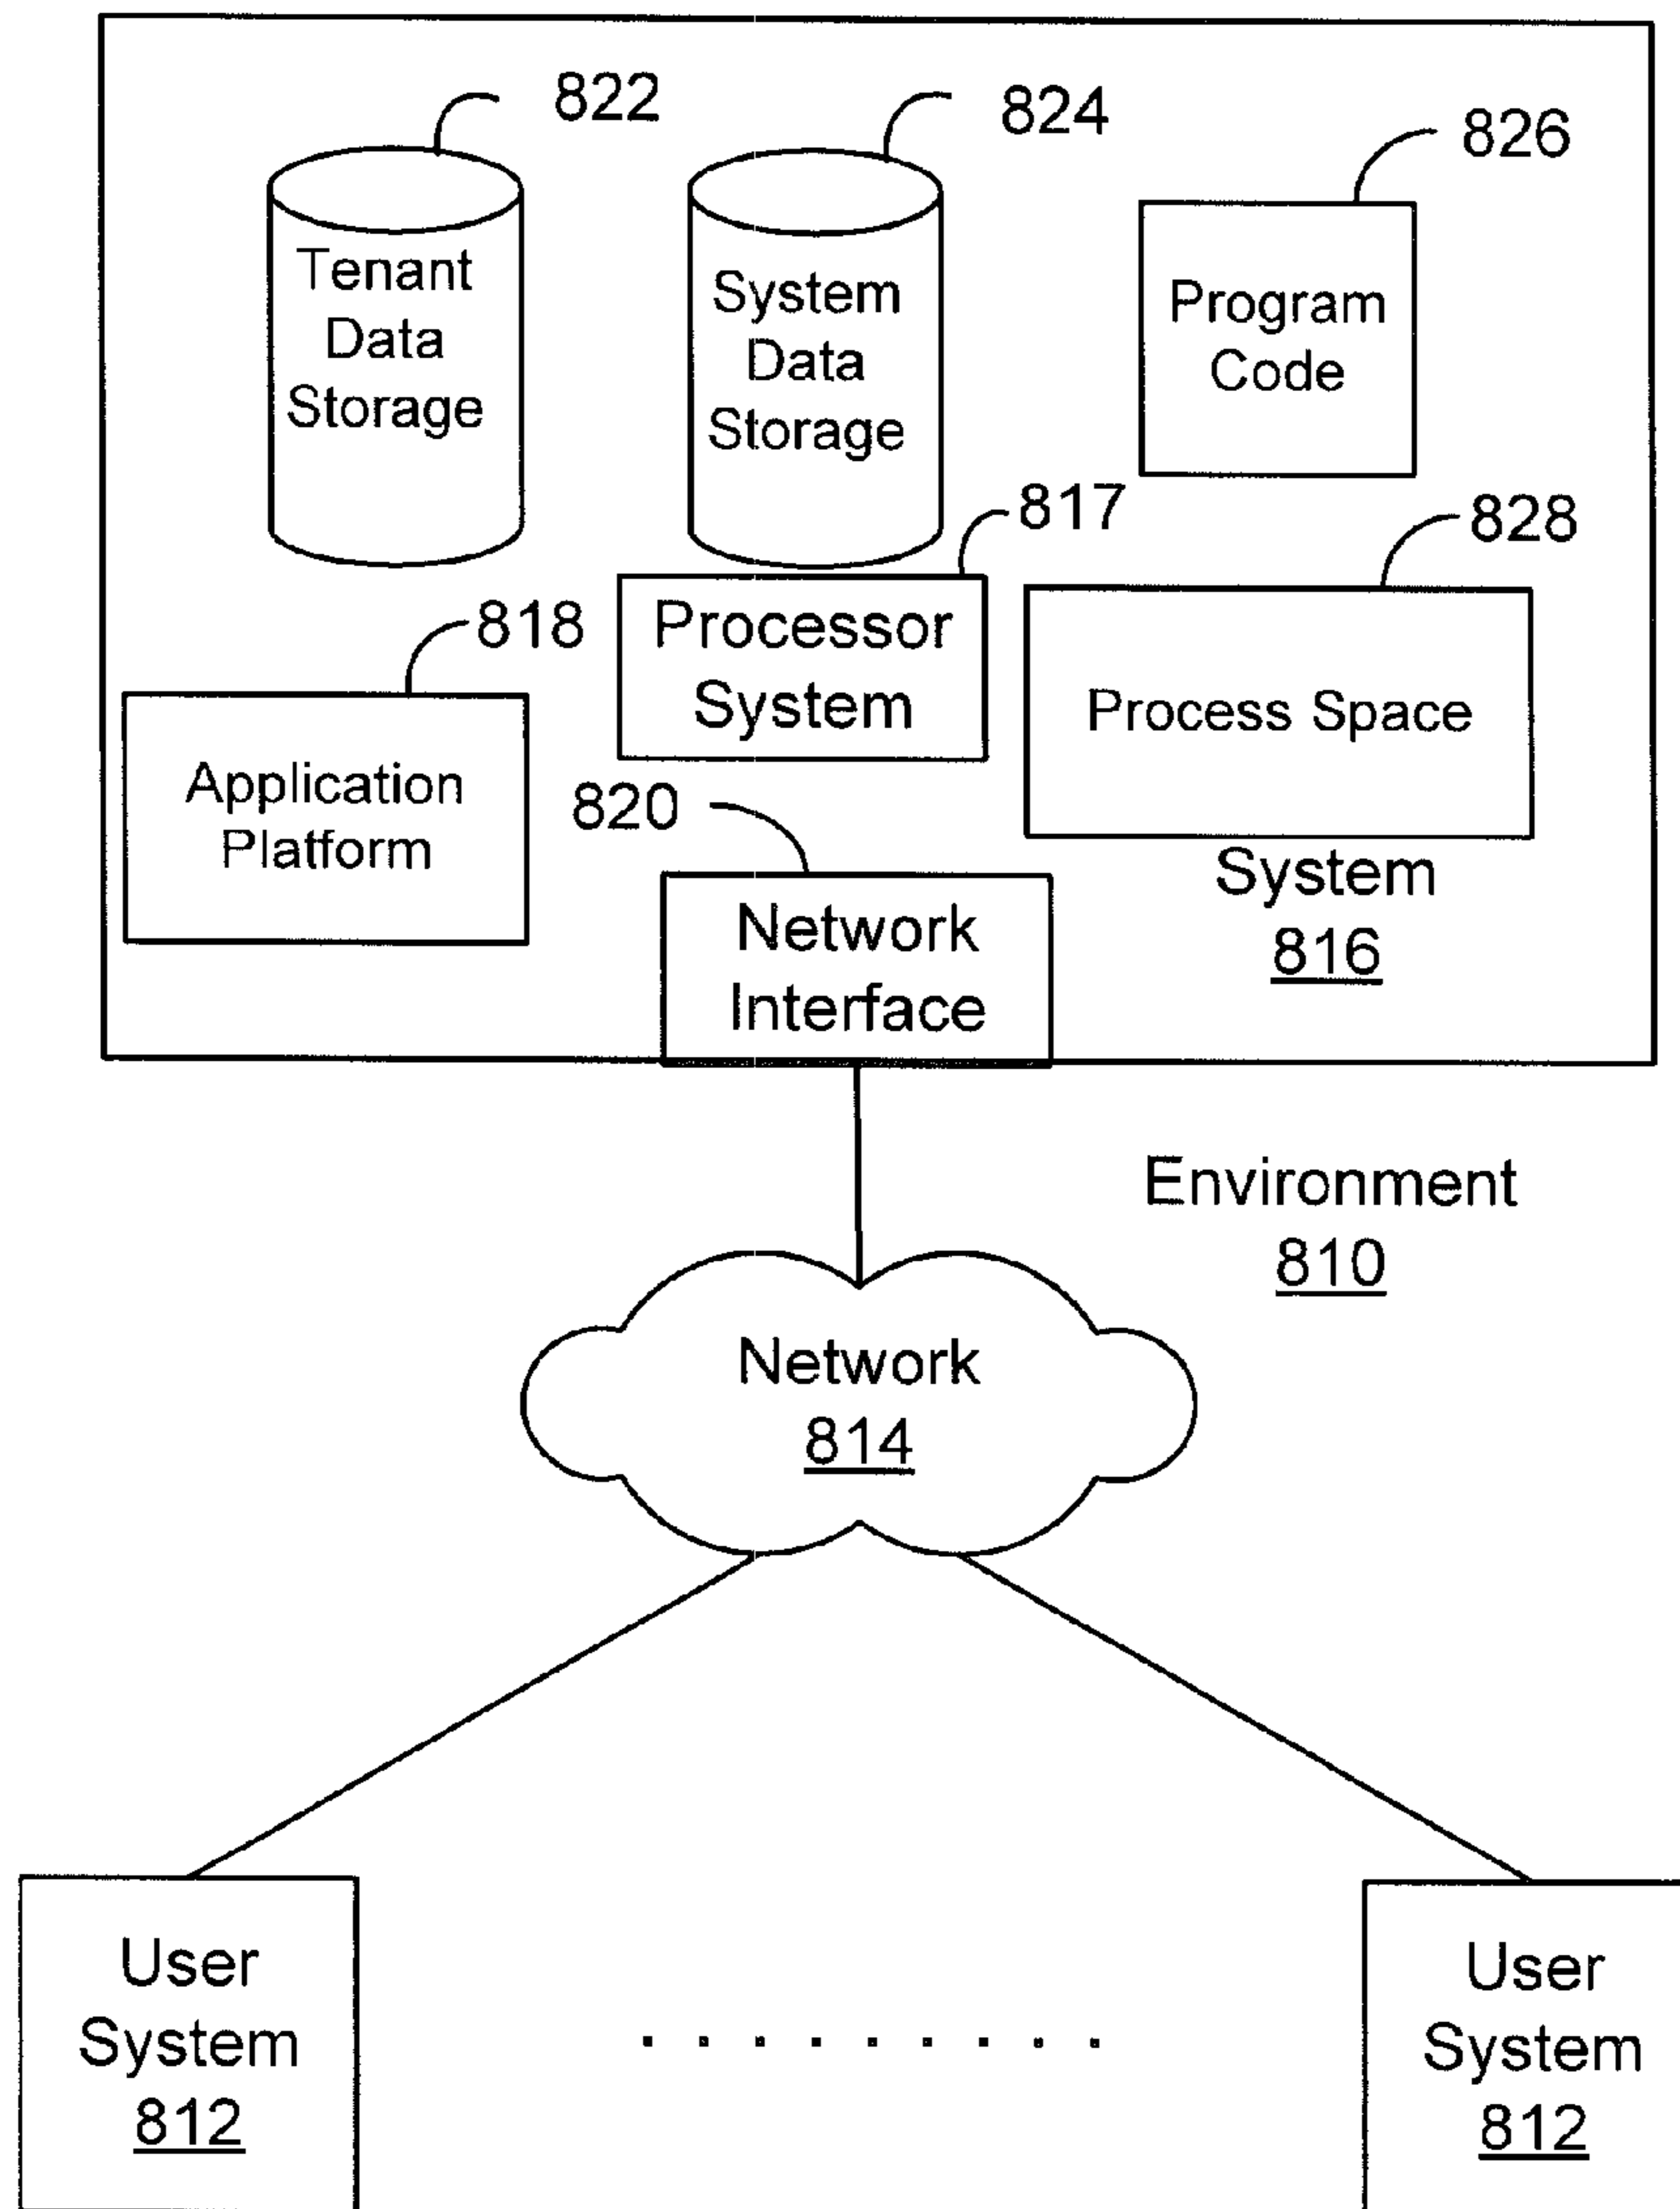 822
824
826
Tenant
Data
Storage
System
Data
Storage
Program
Code
817
828
818
Processor
System
Process Space
Application
Platform
820
System
816
Network
Interface
Environment
810
Network
814
User
System
812
. . . . . . . . .
User
System
812